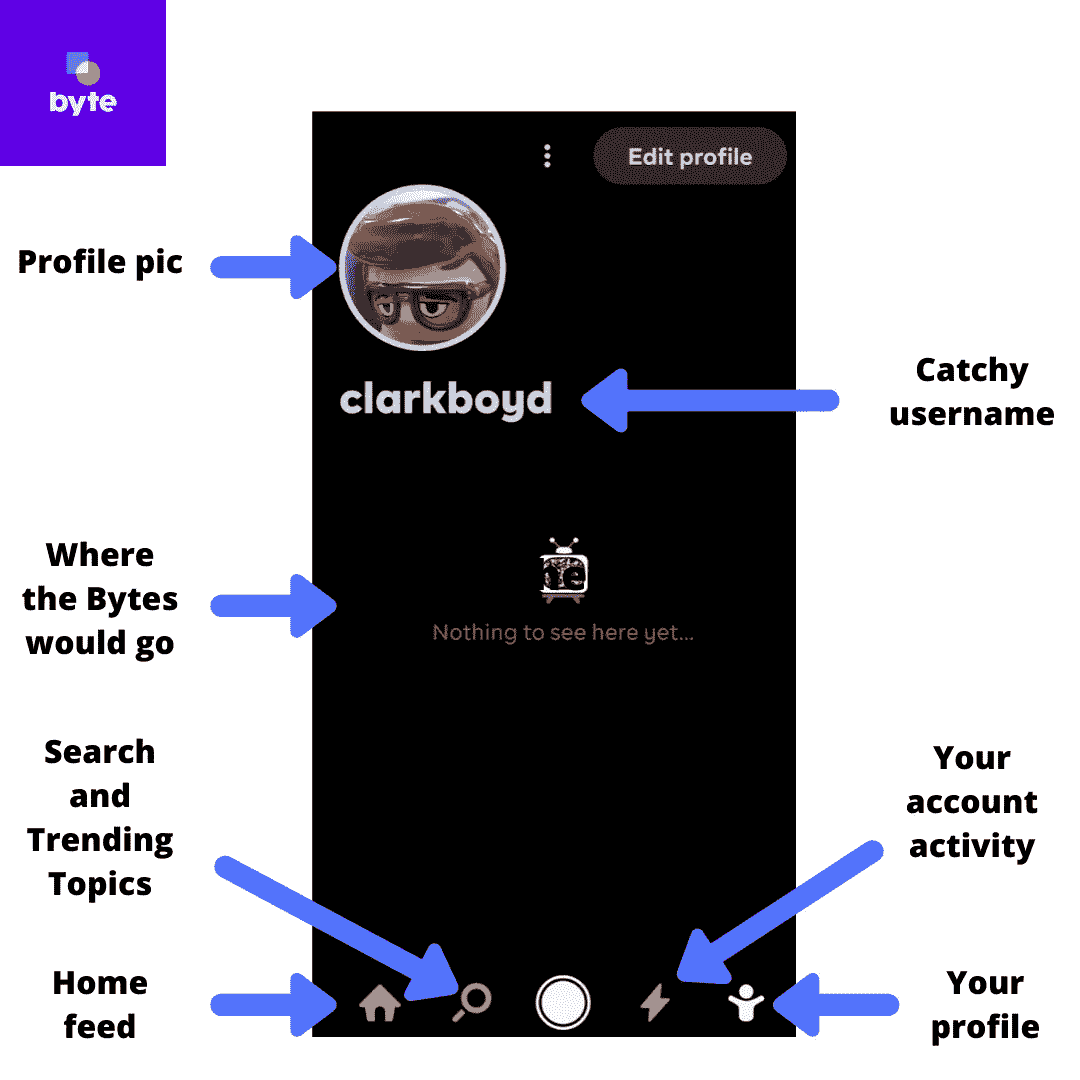 byte
Edit profile
Profile pic
clarkboyd
Catchy
username
Where
the Bytes
would go
Nothing to see here yet...
Search
and
Trending
Topics
Your
account
activity
Home
feed
Your
profile